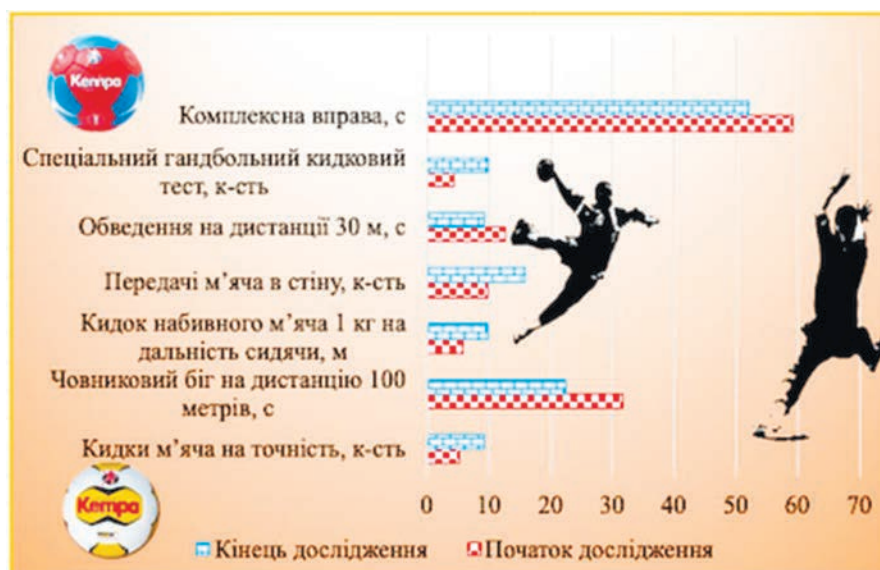 Kempa
Комплексна вправа, с
Спеціальний гандбольний кидковий
тест, к-сть
Обведення на дистанції 30 м, с
Передачі м’яча в стіну, к-сть
Кидок набивного м’яча 1 кг на
дальність сидячи, м
Човниковий біг на дистанцію 100
метрів, с
Кидки м’яча на точність, к-сть
0 10 20 30 40 50 60 70
Kempa
Кінець дослідження Початок дослідження